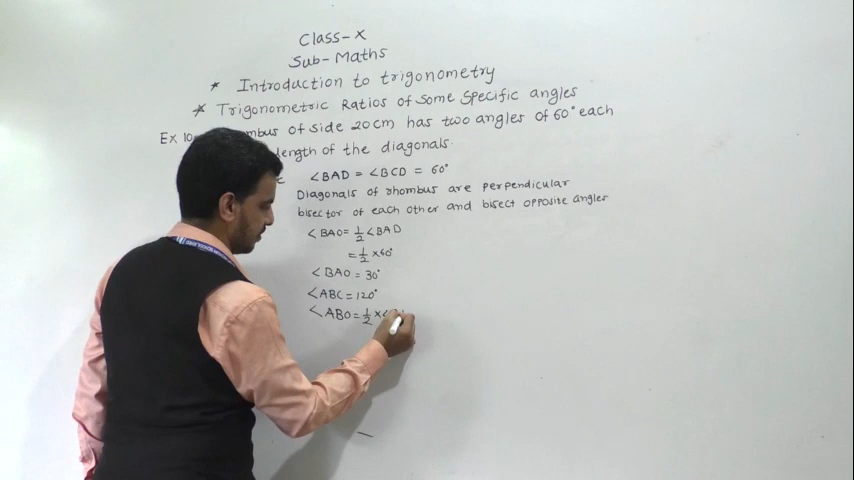 Class-X
Sub-Maths
* Introduction to trigonometry
* Trigonometric Ratios of Some Specific angles
Ex 10 of side 20cm has two angles of 60° each
length of the diagonals.
∠BAD = ∠BCD = 60°
Diagonals of rhombus are perpendicular
bisector of each other and bisect opposite angles
∠BAO = 1/2 ∠BAD
= 1/2 × 60°
∠BAO = 30°
∠ABC = 120°
∠ABO = 1/2 ×